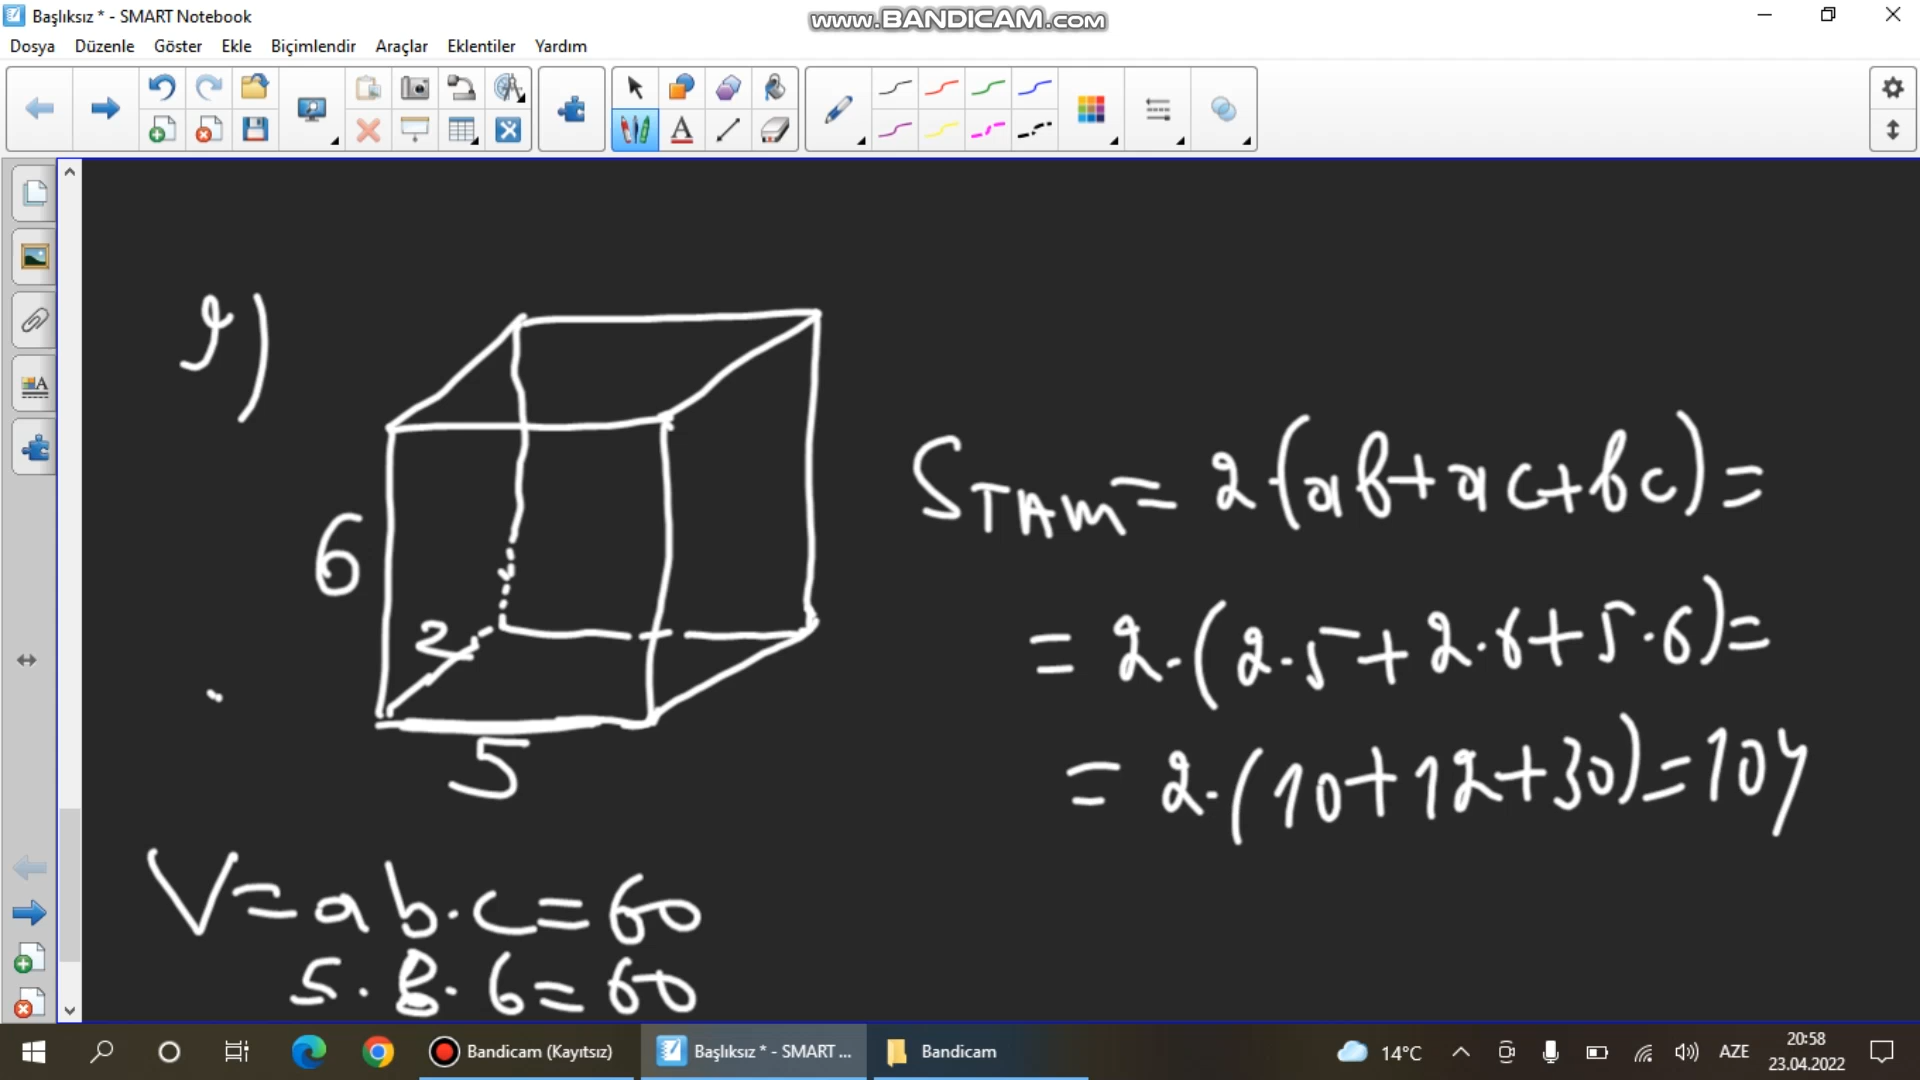 Başlıksız * - SMART Notebook
www.BANDICAM.com
Dosya Düzenle Göster Ekle Biçimlendir Araçlar Eklentiler Yardım
9)
6
2
5
S TAM = 2·(ab+ac+bc)=
= 2·(2·5+2·6+5·6)=
= 2·(10+12+30)=104
V=ab·c=60
5· ·6=60
Bandicam (Kayıtsız)
Başlıksız * - SMART ...
Bandicam
14°C
AZE
20:58
23.04.2022